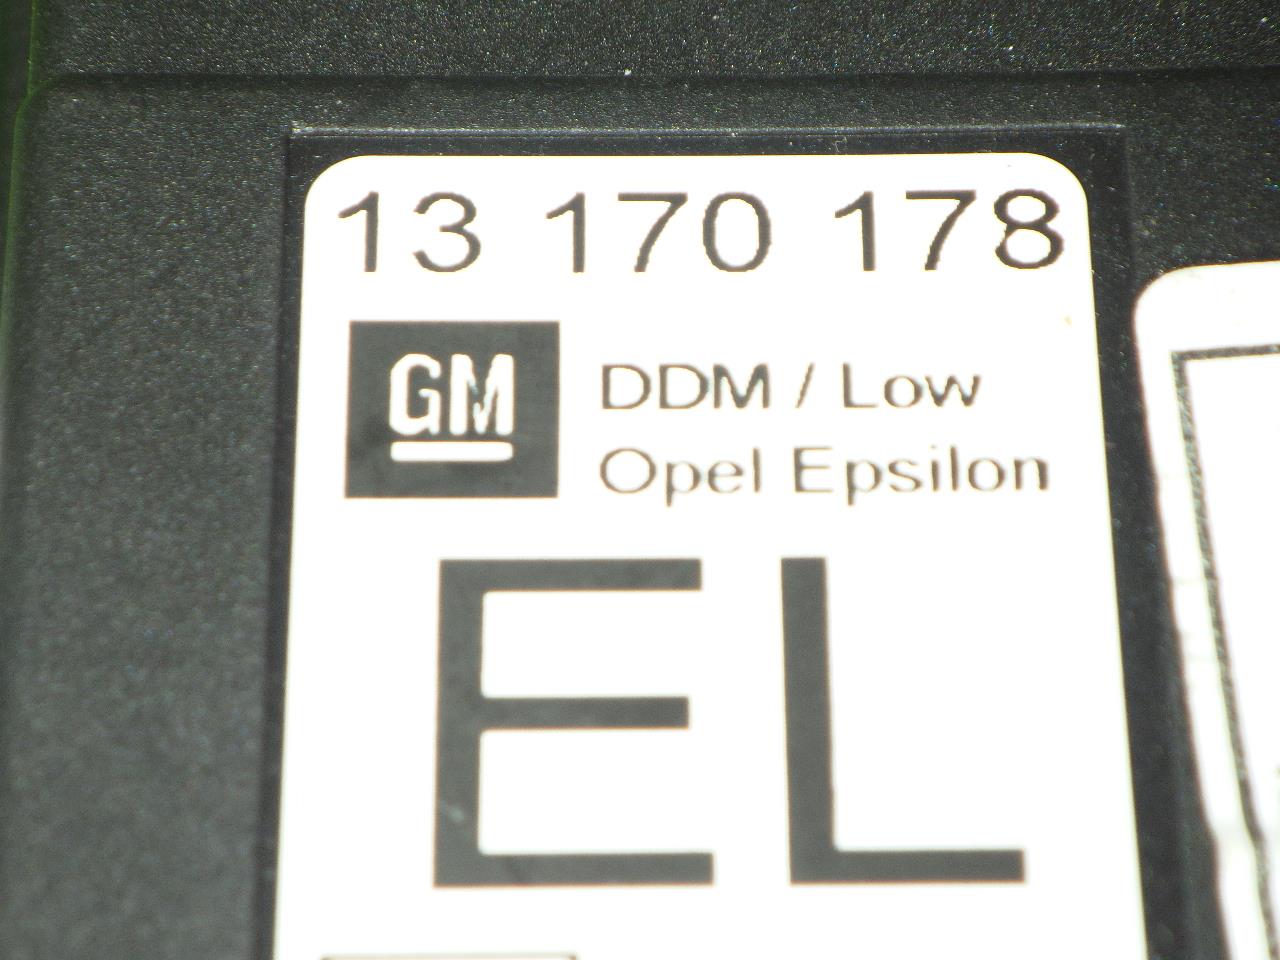 13 170 178
GM
DDM / Low
Opel Epsilon
EL